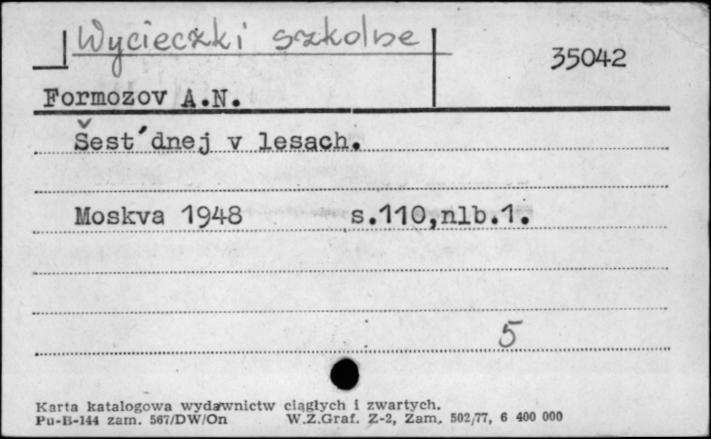 Wycieczki szkolne
35042
Formozov A.N.
Šest´dnej v lesach.
Moskva 1948 s.110,nlb.1.
5
Karta katalogowa wydawnictw ciągłych i zwartych.
Pu-B-144 zam. 567/DW/On W.Z.Graf. Z-2, Zam. 502/77, 6 400 000